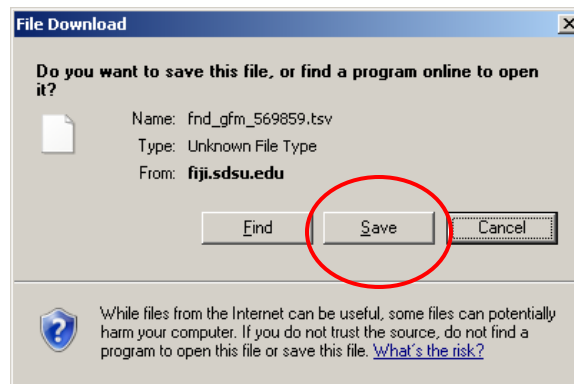 File Download
Do you want to save this file, or find a program online to open
it?
Name: fnd_gfm_569859.tsv
Type: Unknown File Type
From: fiji.sdsu.edu
Find Save Cancel
While files from the Internet can be useful, some files can potentially
harm your computer. If you do not trust the source, do not find a
program to open this file or save this file. What's the risk?